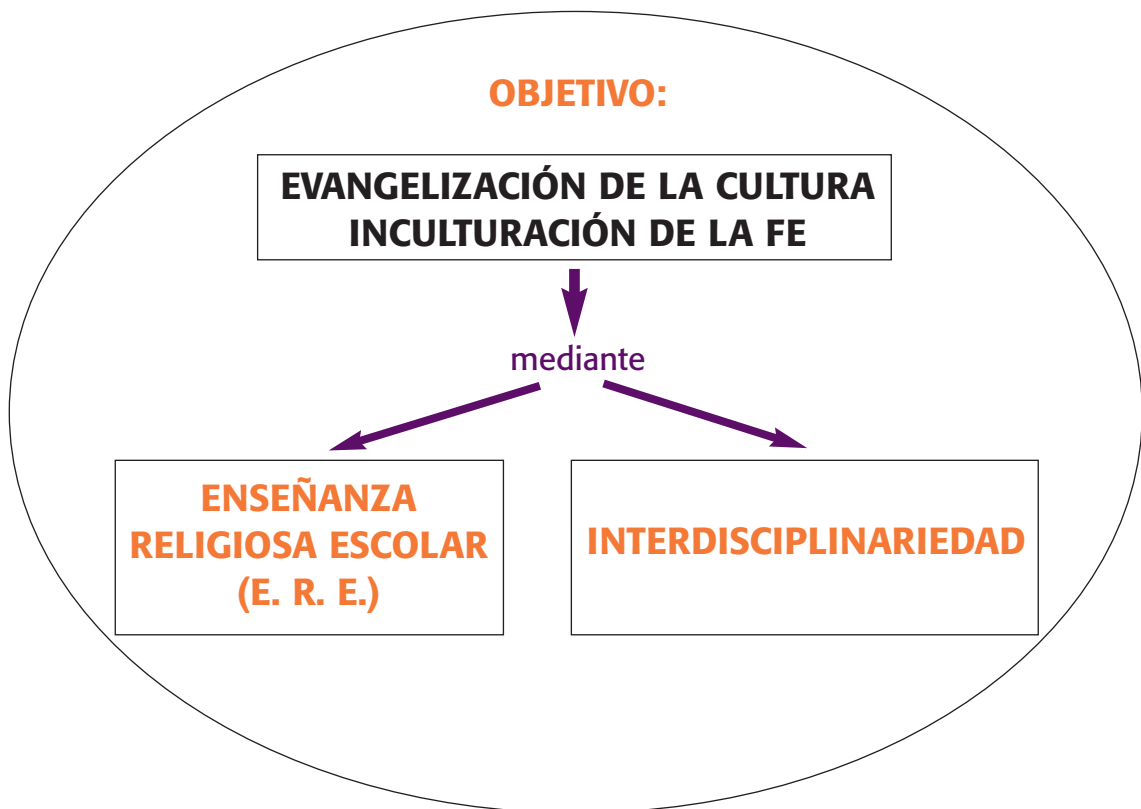 OBJETIVO:
EVANGELIZACIÓN DE LA CULTURA
INCULTURACIÓN DE LA FE
mediante
ENSEÑANZA
RELIGIOSA ESCOLAR
(E. R. E.)
INTERDISCIPLINARIEDAD